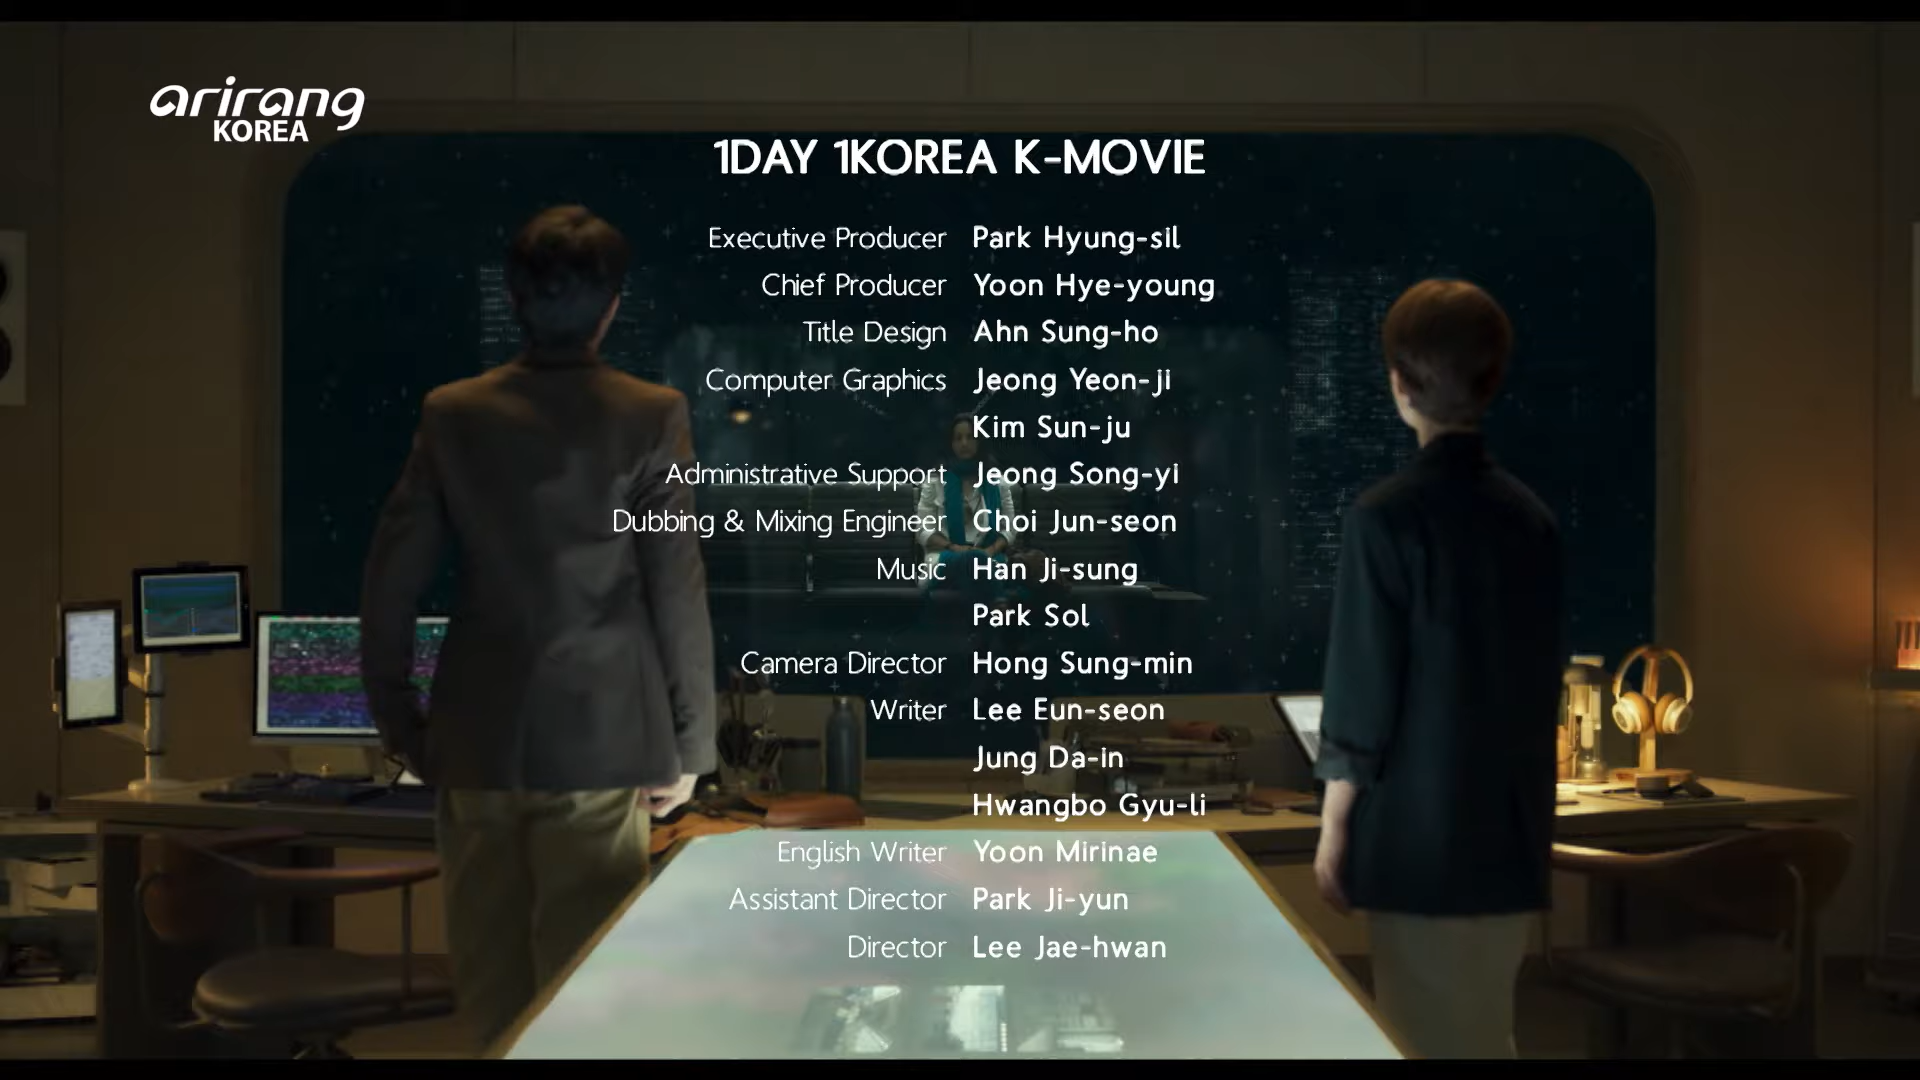 arirang
KOREA
1DAY 1KOREA K-MOVIE
Executive Producer Park Hyung-sil
Chief Producer Yoon Hye-young
Title Design Ahn Sung-ho
Computer Graphics Jeong Yeon-ji
Kim Sun-ju
Administrative Support Jeong Song-yi
Dubbing & Mixing Engineer Choi Jun-seon
Music Han Ji-sung
Park Sol
Camera Director Hong Sung-min
Writer Lee Eun-seon
Jung Da-in
Hwangbo Gyu-li
English Writer Yoon Mirinae
Assistant Director Park Ji-yun
Director Lee Jae-hwan